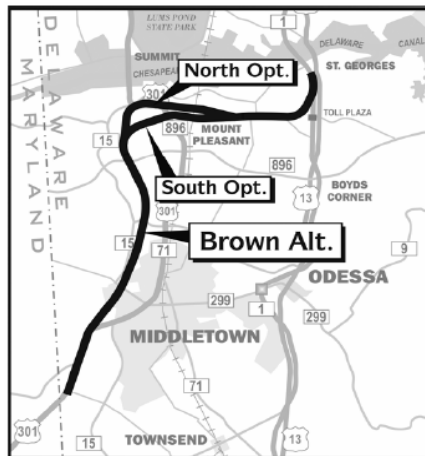 LUMS POND
STATE PARK
1
DELAWARE
CANAL
SUMMIT
CHESAPEAKE
ST. GEORGES
North Opt.
301
TOLL PLAZA
896
MOUNT
PLEASANT
15
896
South Opt.
BOYDS
CORNER
13
301
DELAWARE
MARYLAND
15
Brown Alt.
71
9
ODESSA
299
1
299
MIDDLETOWN
71
301
15
TOWNSEND
13